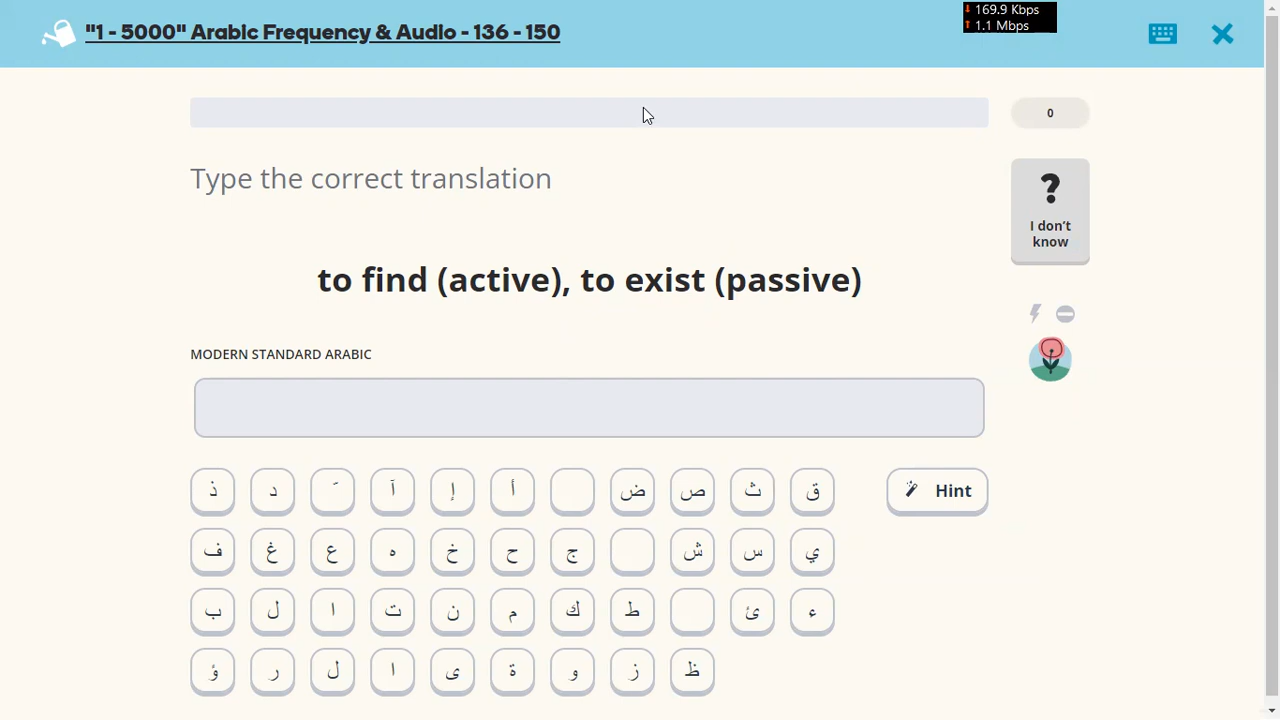 169.9 Kbps
1.1 Mbps
"1 - 5000" Arabic Frequency & Audio - 136 - 150
0
Type the correct translation
?
I don't know
to find (active), to exist (passive)
MODERN STANDARD ARABIC
ذ د َ آ إ أ ض ص ث ق
Hint
ف غ ع ه خ ح ج ش س ي
ب ل ا ت ن م ك ط ئ ء
ؤ ر ل ا ى ة و ز ظ